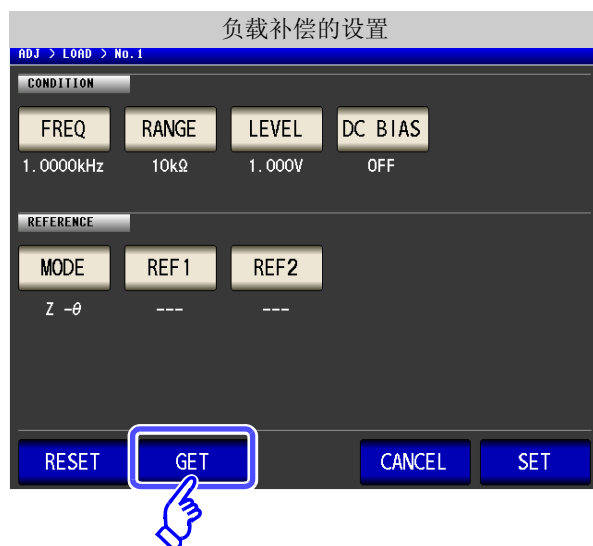 负载补偿的设置
ADJ > LOAD > No.1
CONDITION
FREQ RANGE LEVEL DC BIAS
1.0000kHz 10kΩ 1.000V OFF
REFERENCE
MODE REF1 REF2
Z -θ --- ---
RESET GET CANCEL SET